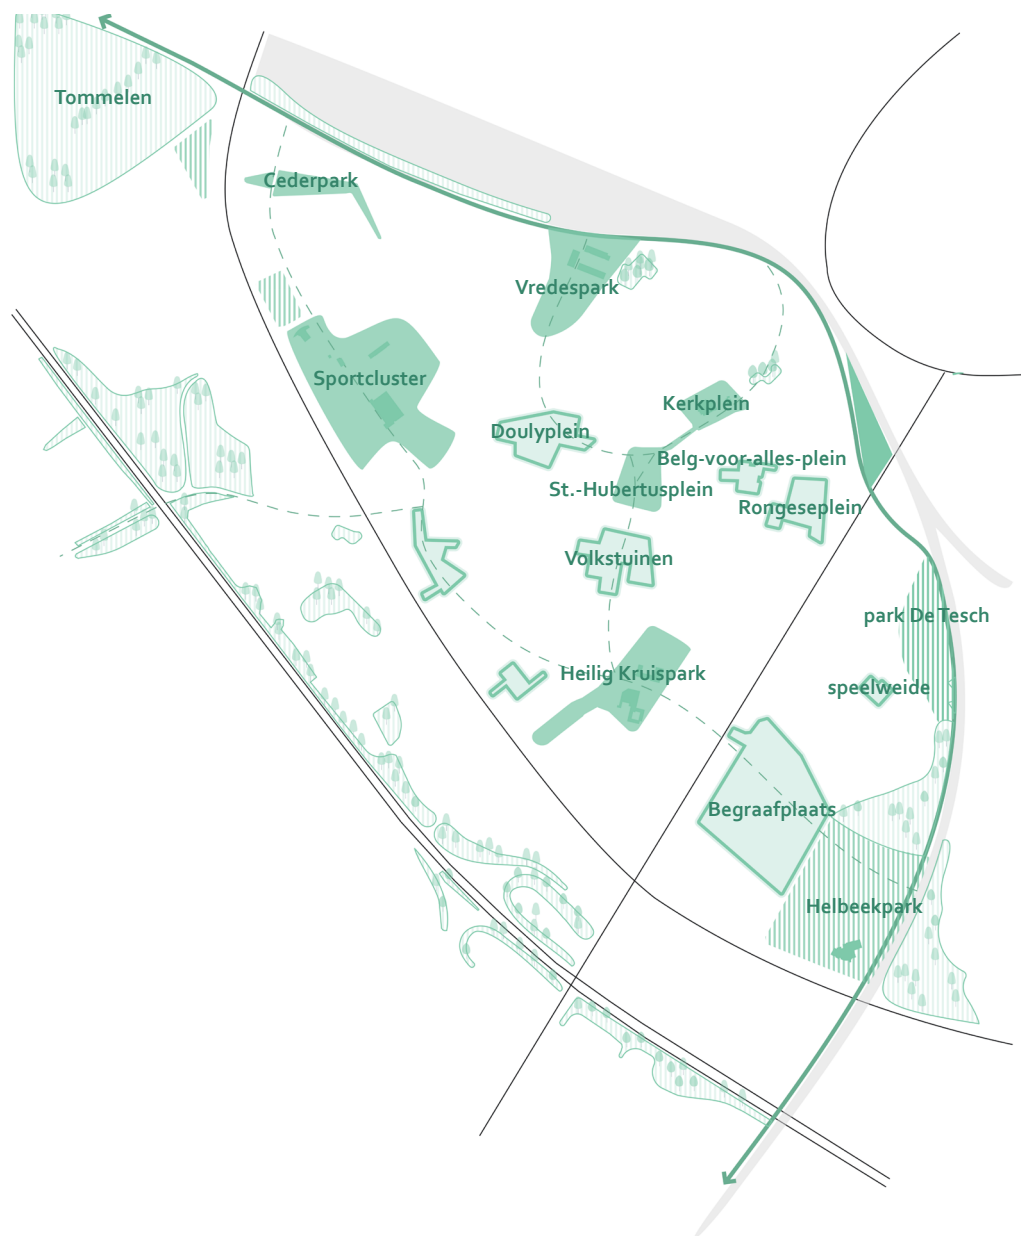 Tommelen
Cederpark
Vredespark
Sportcluster
Kerkplein
Doulyplein
Belg-voor-alles-plein
St.-Hubertusplein
Rongeseplein
Volkstuinen
park De Tesch
Heilig Kruispark
speelweide
Begraafplaats
Helbeekpark